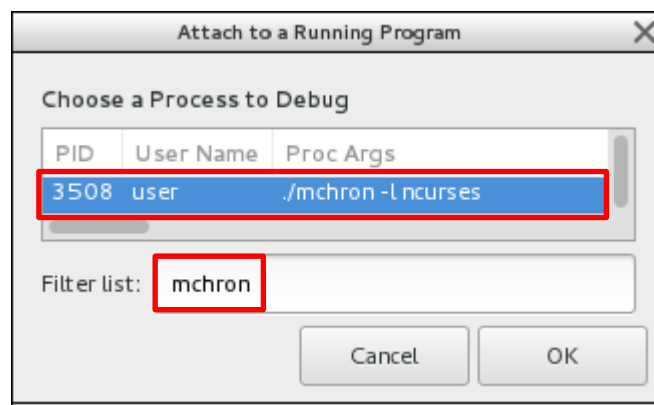 Attach to a Running Program
Choose a Process to Debug
PID User Name Proc Args
3508 user ./mchron -l ncurses
Filter list: mchron
Cancel OK